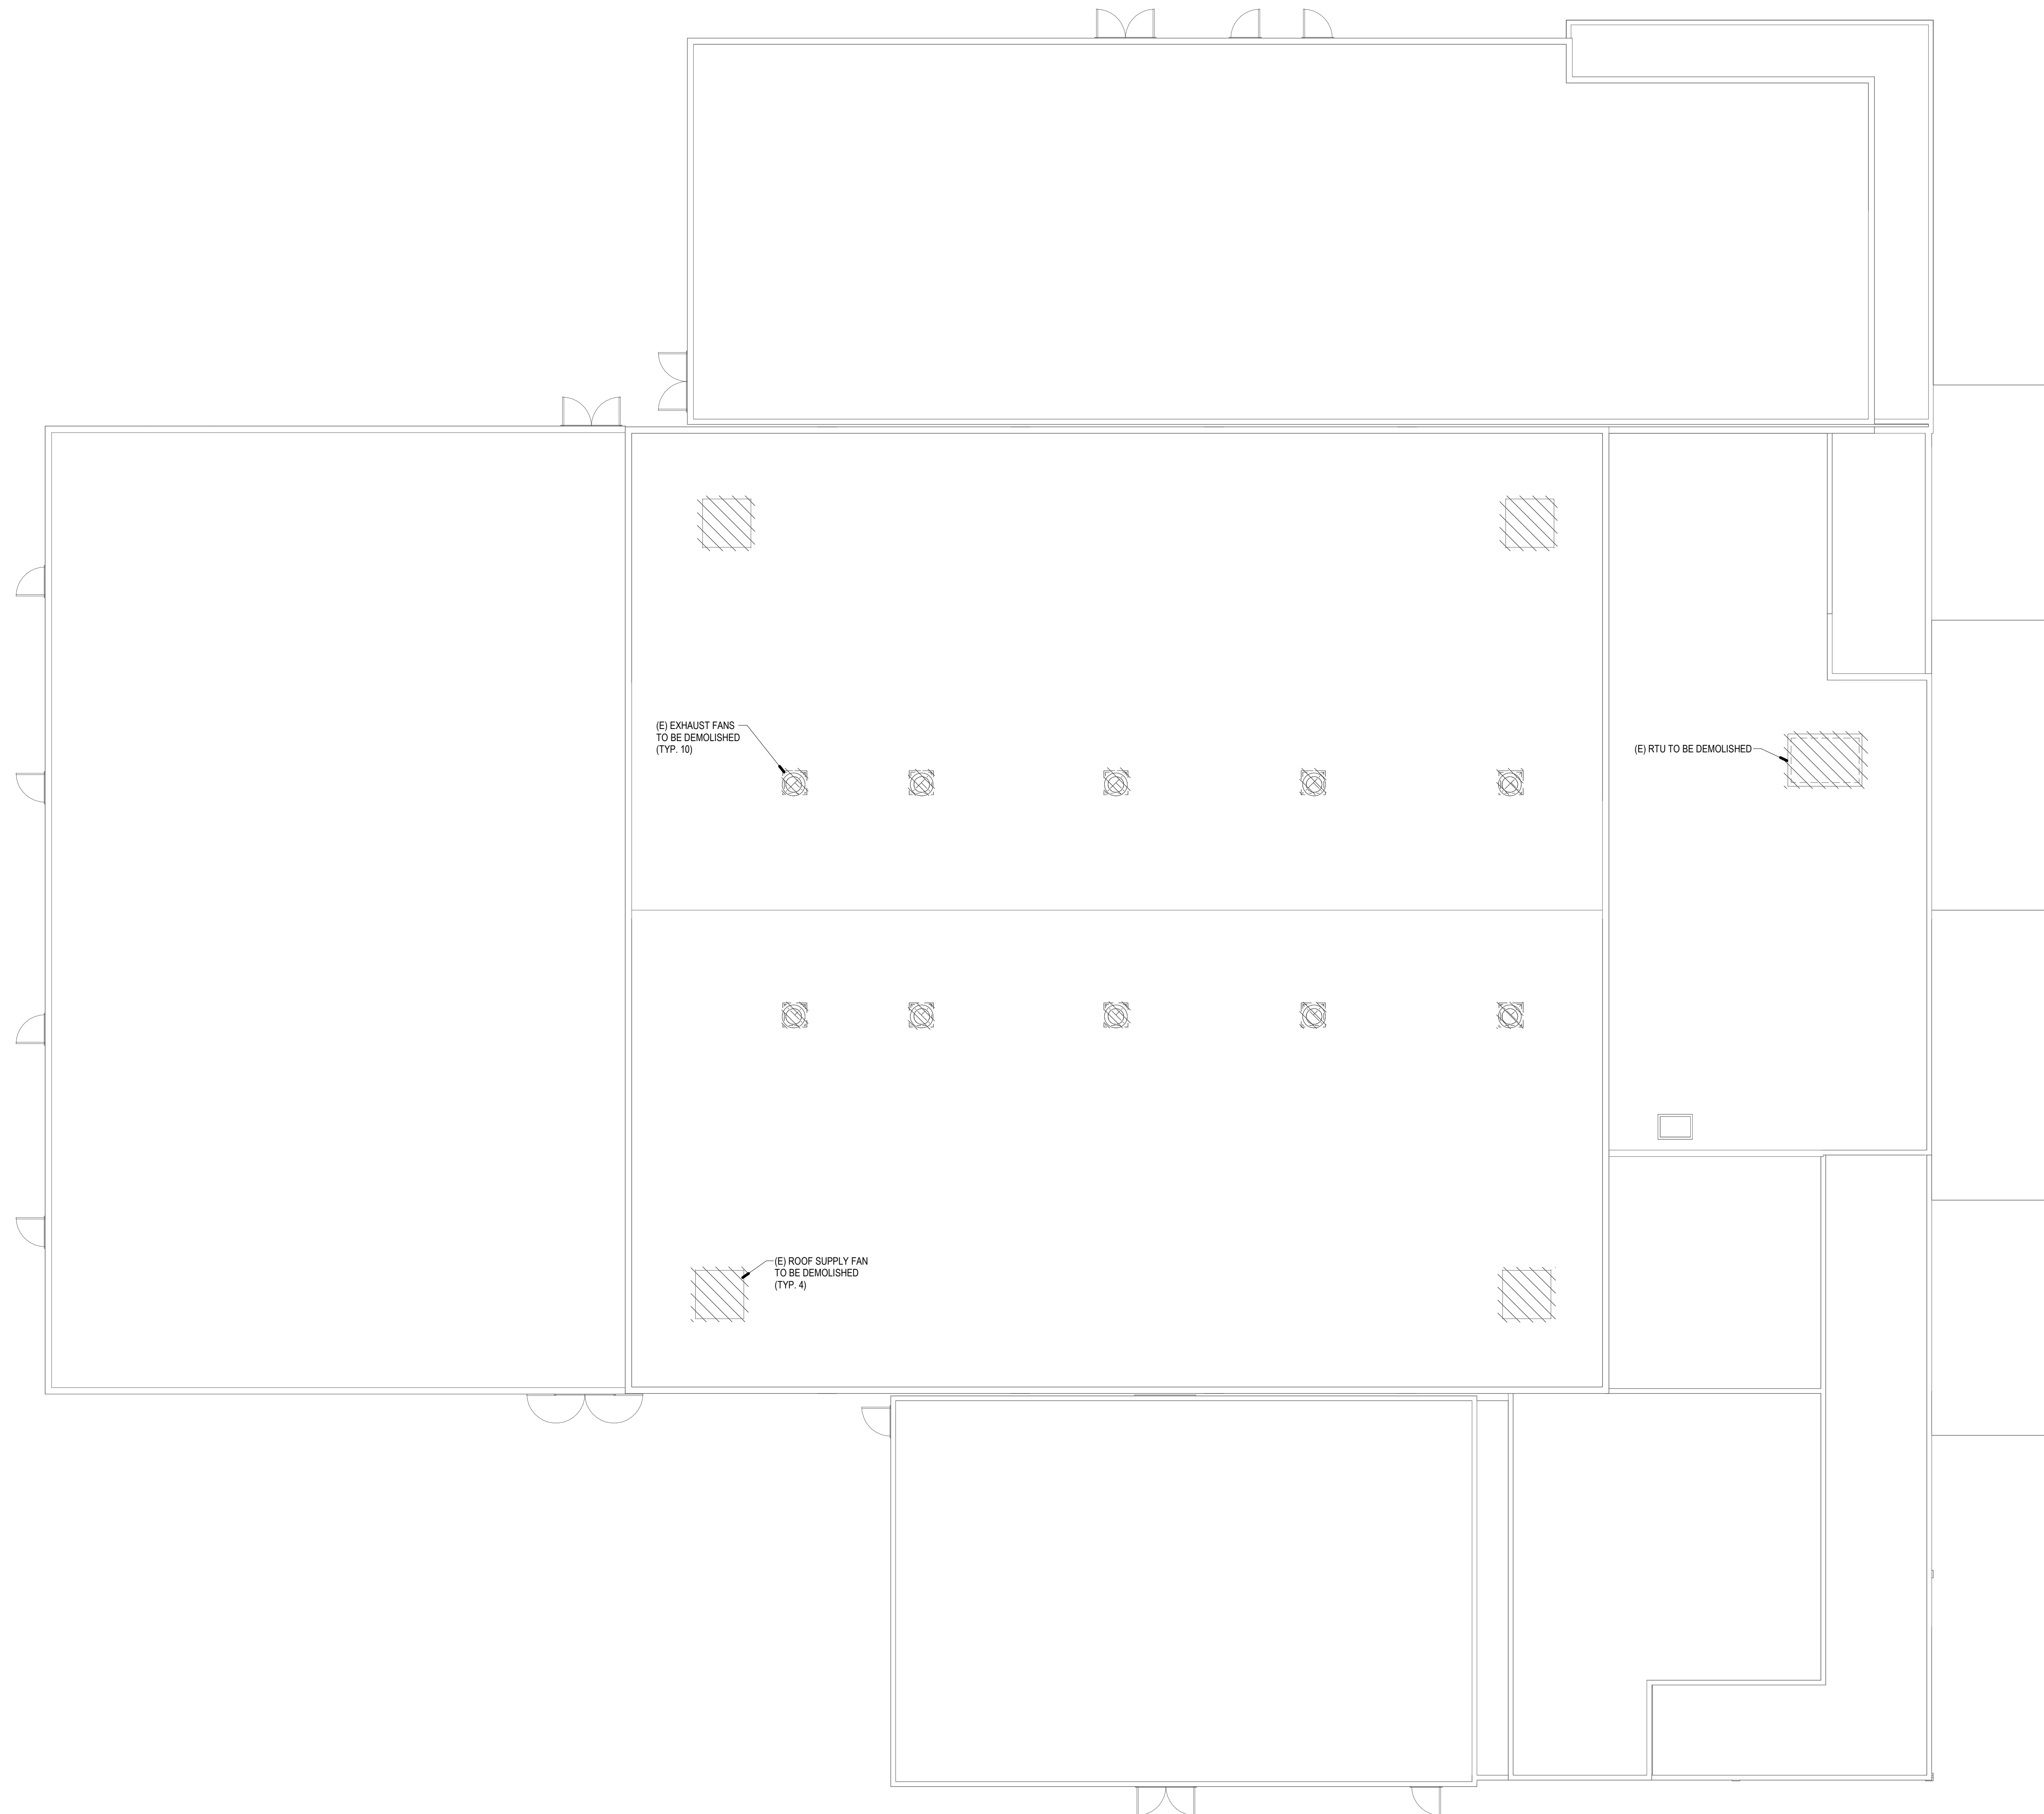 (E) EXHAUST FANS
TO BE DEMOLISHED
(TYP. 10)
(E) RTU TO BE DEMOLISHED
(E) ROOF SUPPLY FAN
TO BE DEMOLISHED
(TYP. 4)